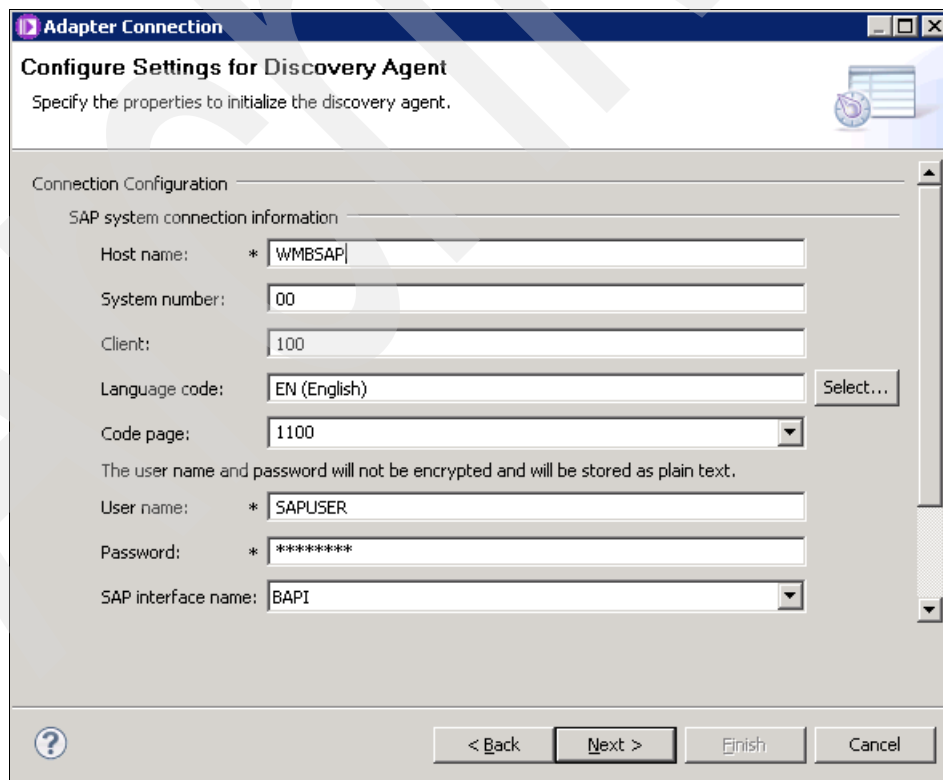 Adapter Connection
Configure Settings for Discovery Agent
Specify the properties to initialize the discovery agent.
Connection Configuration
SAP system connection information
Host name: * WMBSAP
System number: 00
Client: 100
Language code: EN (English) Select...
Code page: 1100
The user name and password will not be encrypted and will be stored as plain text.
User name: * SAPUSER
Password: * ********
SAP interface name: BAPI
? < Back Next > Finish Cancel